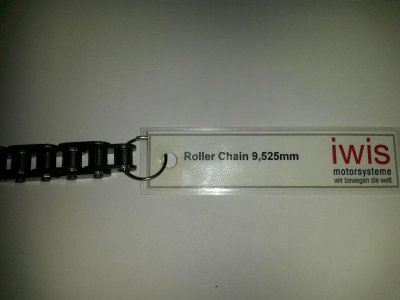 Roller Chain 9,525mm
iwis
motorsysteme
wir bewegen die welt